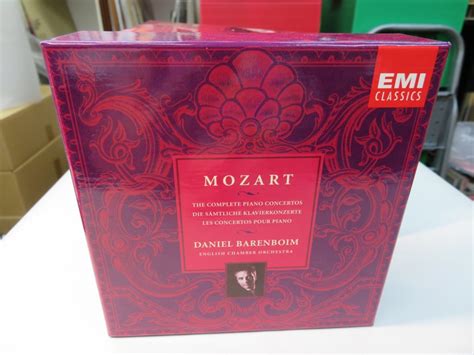 EMI
CLASSICS
MOZART
THE COMPLETE PIANO CONCERTOS
DIE SÄMTLICHE KLAVIERKONZERTE
LES CONCERTOS POUR PIANO
DANIEL BARENBOIM
ENGLISH CHAMBER ORCHESTRA